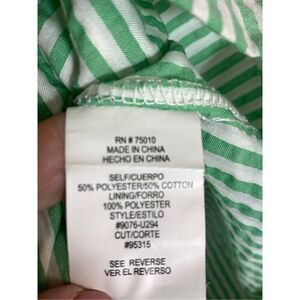 RN # 75010
MADE IN CHINA
HECHO EN CHINA
SELF/CUERPO
50% POLYESTER/50% COTTON
LINING/FORRO
100% POLYESTER
STYLE/ESTILO
#9076-U294
CUT/CORTE
#95315
SEE REVERSE
VER EL REVERSO